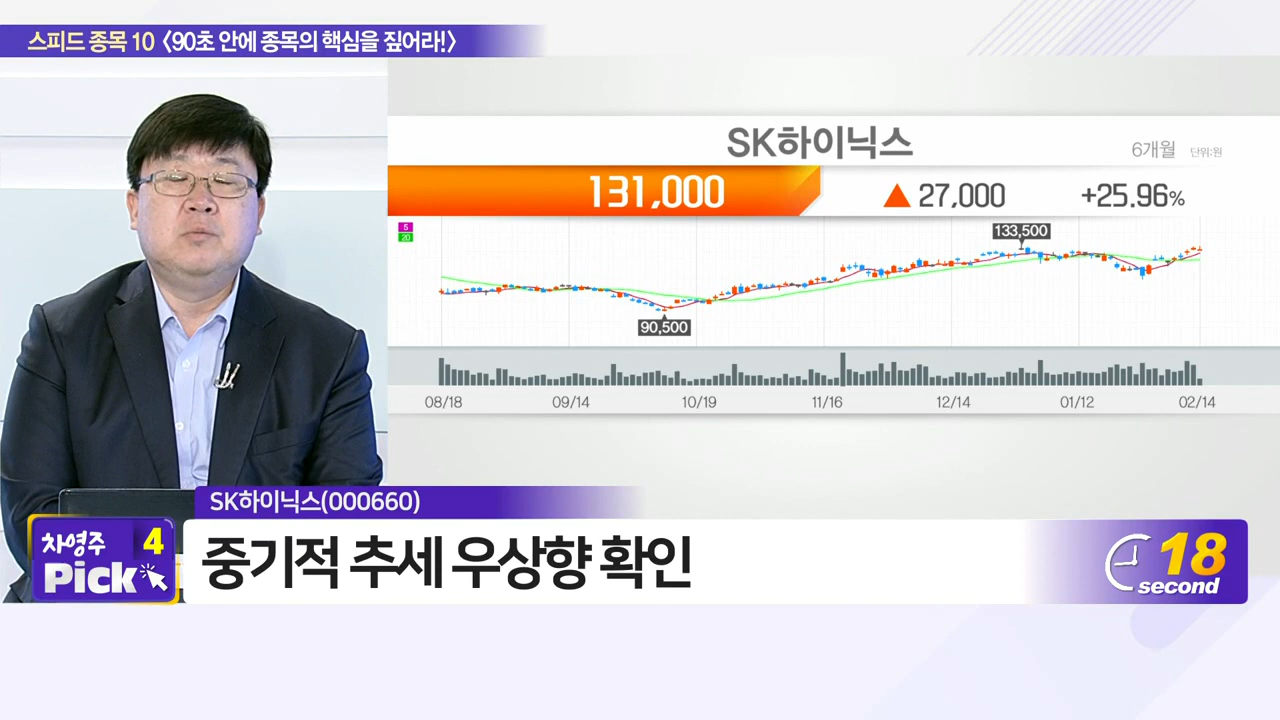 스피드 종목 10 〈90초 안에 종목의 핵심을 짚어라!〉
SK하이닉스
6개월 단위:원
131,000 ▲ 27,000 +25.96%
5
20
133,500
90,500
08/18 09/14 10/19 11/16 12/14 01/12 02/14
SK하이닉스(000660)
차영주 4
Pick
중기적 추세 우상향 확인
18
second